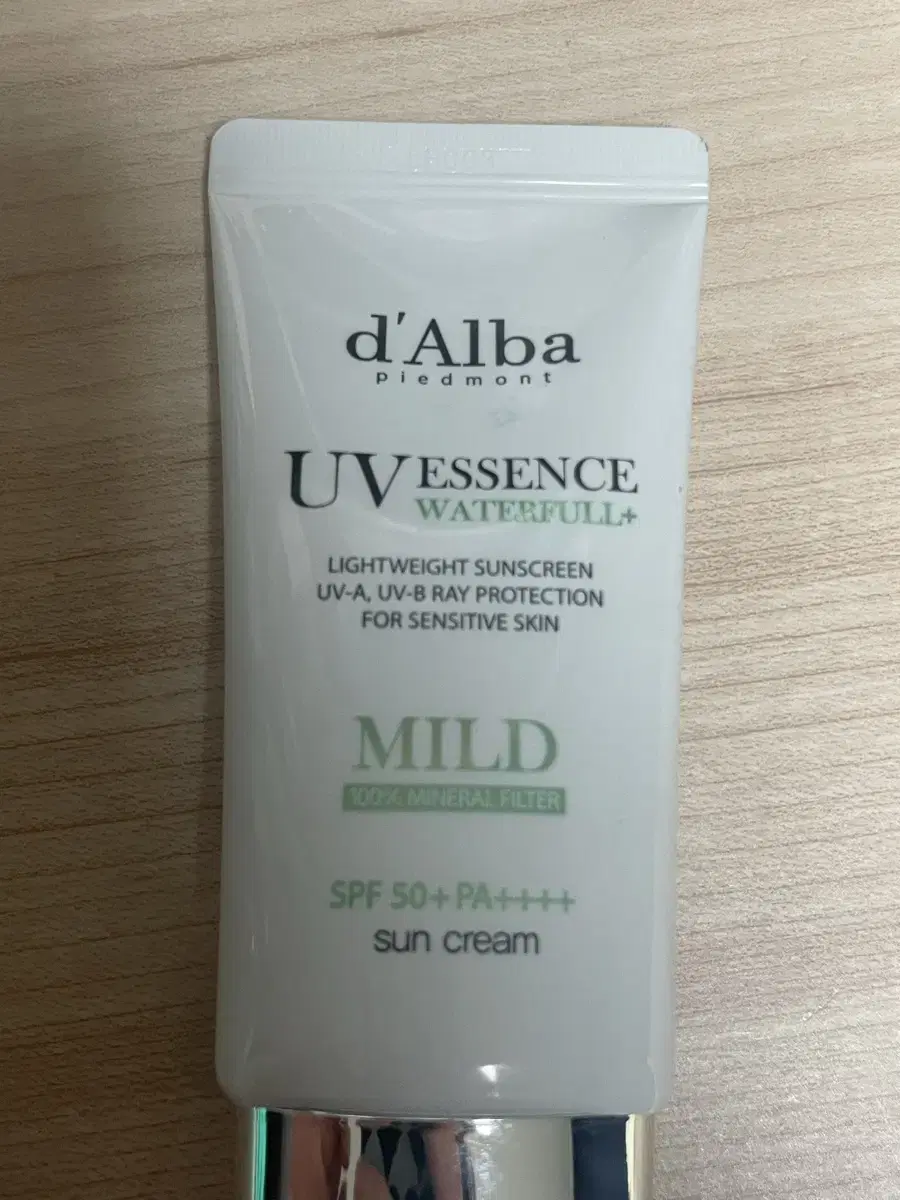 d'Alba
piedmont
UV ESSENCE
WATERFULL+
LIGHTWEIGHT SUNSCREEN
UV-A, UV-B RAY PROTECTION
FOR SENSITIVE SKIN
MILD
100% MINERAL FILTER
SPF 50+ PA++++
sun cream